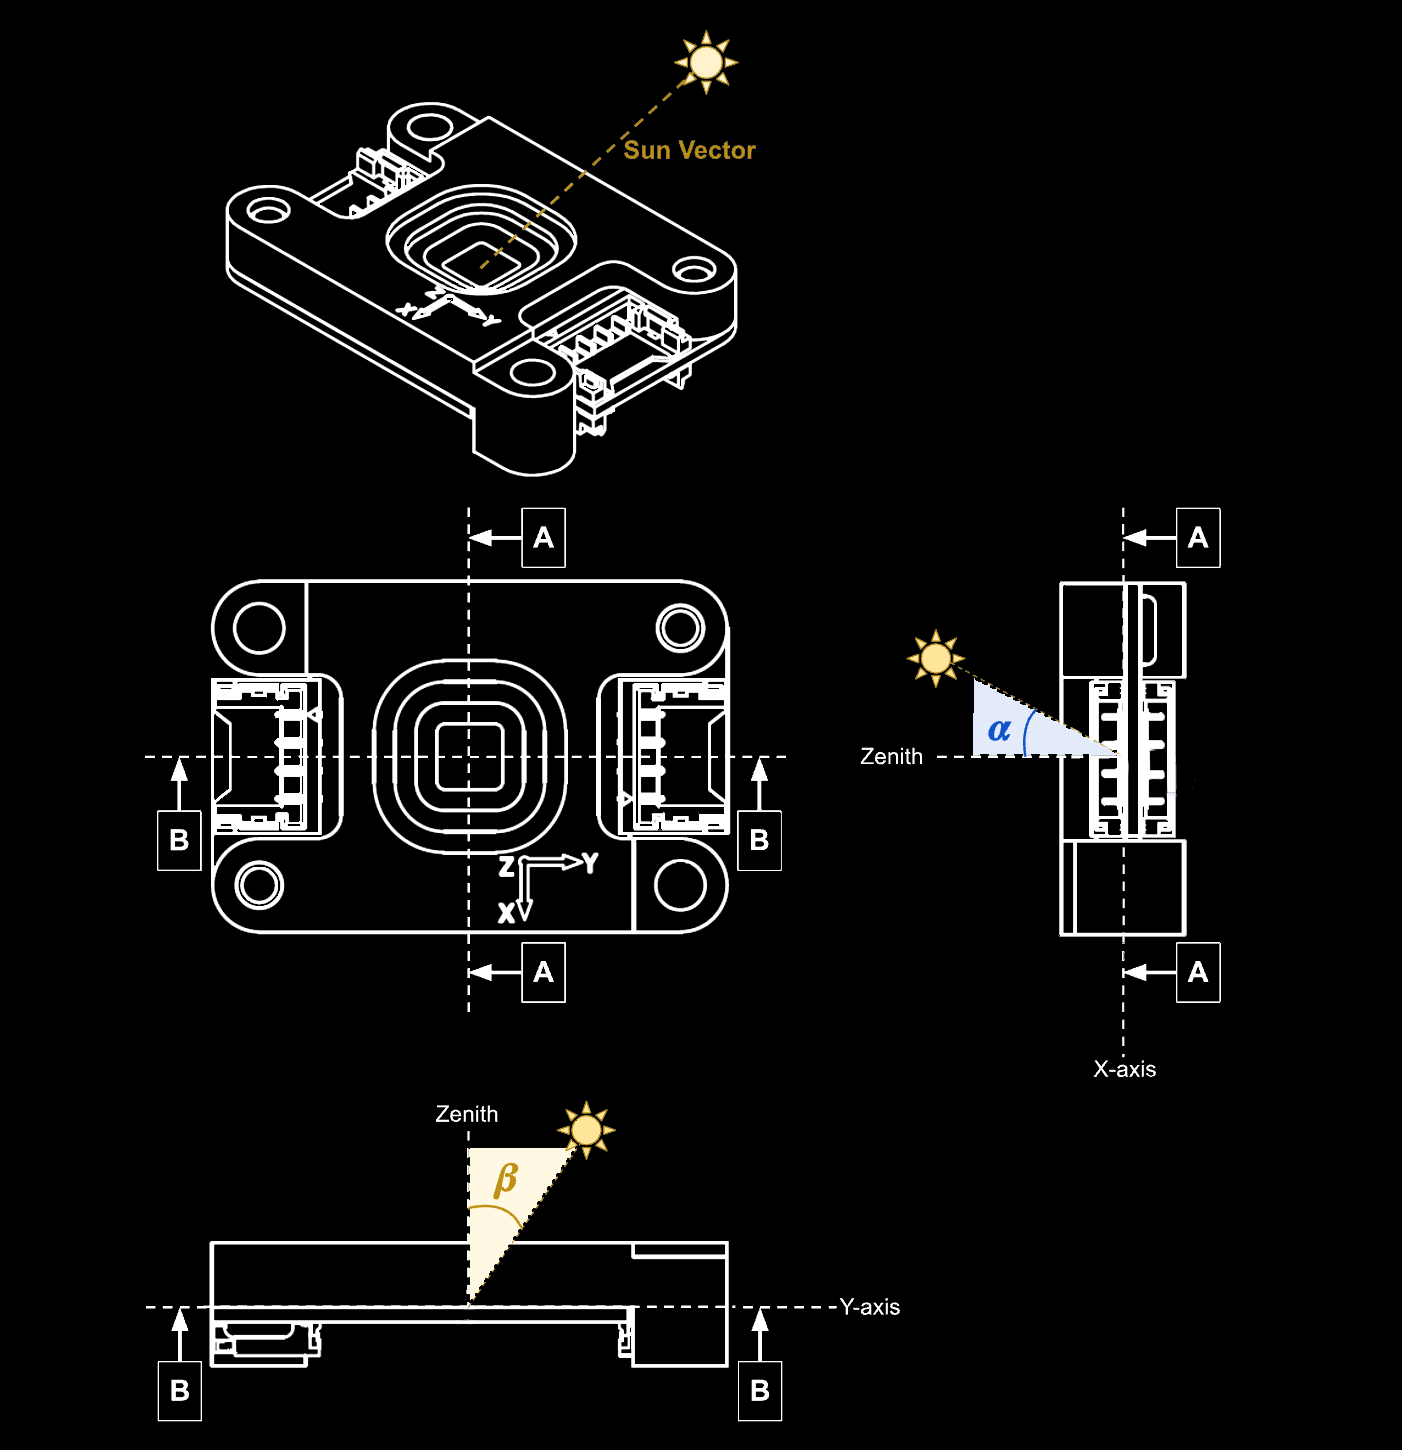 Sun Vector
Z
X
Y
A
A
α
Zenith
B
B
Z
Y
X
A
A
X-axis
Zenith
β
Y-axis
B
B